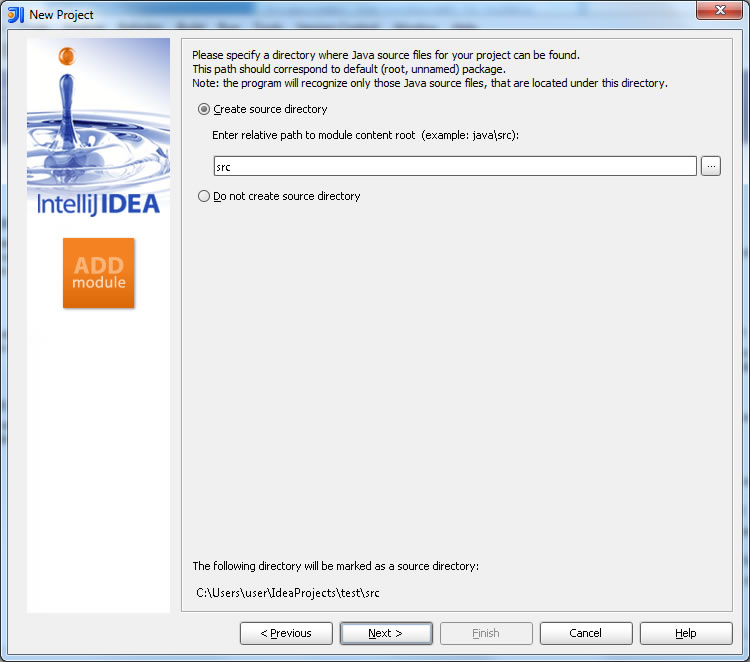 New Project
IntelliJIDEA
ADD
module
Please specify a directory where Java source files for your project can be found.
This path should correspond to default (root, unnamed) package.
Note: the program will recognize only those Java source files, that are located under this directory.
Create source directory
Enter relative path to module content root (example: java\src):
src
...
Do not create source directory
The following directory will be marked as a source directory:
C:\Users\user\IdeaProjects\test\src
< Previous
Next >
Finish
Cancel
Help